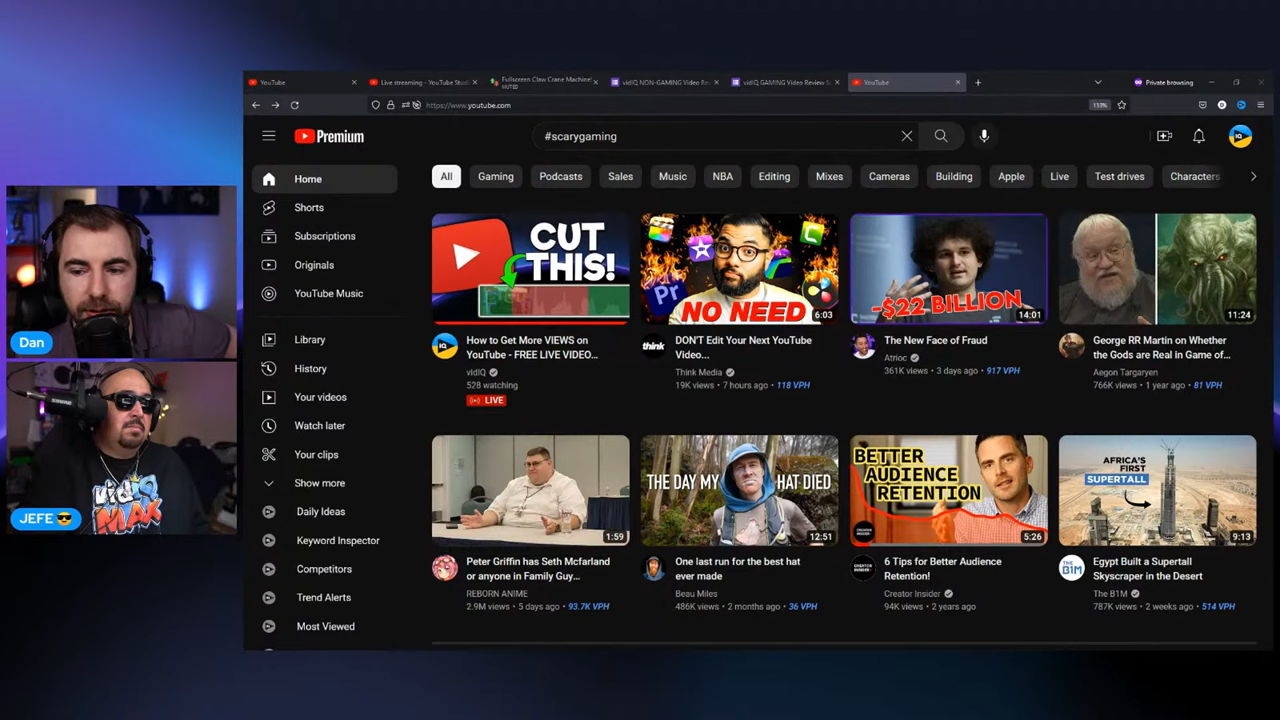 YouTube
Live streaming - YouTube Stud
Fullscreen Claw Crane Machine!
MUTED
vidIQ NON-GAMING Video Re
vidIQ GAMING Video Review S
YouTube
Private browsing
https://www.youtube.com
133%
Premium
#scarygaming
IQ
Home
Shorts
Subscriptions
Originals
YouTube Music
Library
History
Your videos
Watch later
Your clips
Show more
Daily Ideas
Keyword Inspector
Competitors
Trend Alerts
Most Viewed
All
Gaming
Podcasts
Sales
Music
NBA
Editing
Mixes
Cameras
Building
Apple
Live
Test drives
Characters
CUT
THIS!
How to Get More VIEWS on
YouTube - FREE LIVE VIDEO...
vidIQ
528 watching
LIVE
Pr
NO NEED
6:03
think
DON'T Edit Your Next YouTube
Video...
Think Media
19K views • 7 hours ago • 118 VPH
-$22 BILLION
14:01
The New Face of Fraud
Atrioc
361K views • 3 days ago • 917 VPH
11:24
George RR Martin on Whether
the Gods are Real in Game of...
Aegon Targaryen
766K views • 1 year ago • 81 VPH
1:59
Peter Griffin has Seth Mcfarland
or anyone in Family Guy...
REBORN ANIME
2.9M views • 5 days ago • 93.7K VPH
THE DAY MY HAT DIED
12:51
One last run for the best hat
ever made
Beau Miles
486K views • 2 months ago • 36 VPH
BETTER
AUDIENCE
RETENTION
5:26
6 Tips for Better Audience
Retention!
Creator Insider
94K views • 2 years ago
AFRICA'S
FIRST
SUPERTALL
9:13
THE
B1M
Egypt Built a Supertall
Skyscraper in the Desert
The B1M
787K views • 2 weeks ago • 514 VPH
Dan
vidIQ
MAX
JEFE 😎